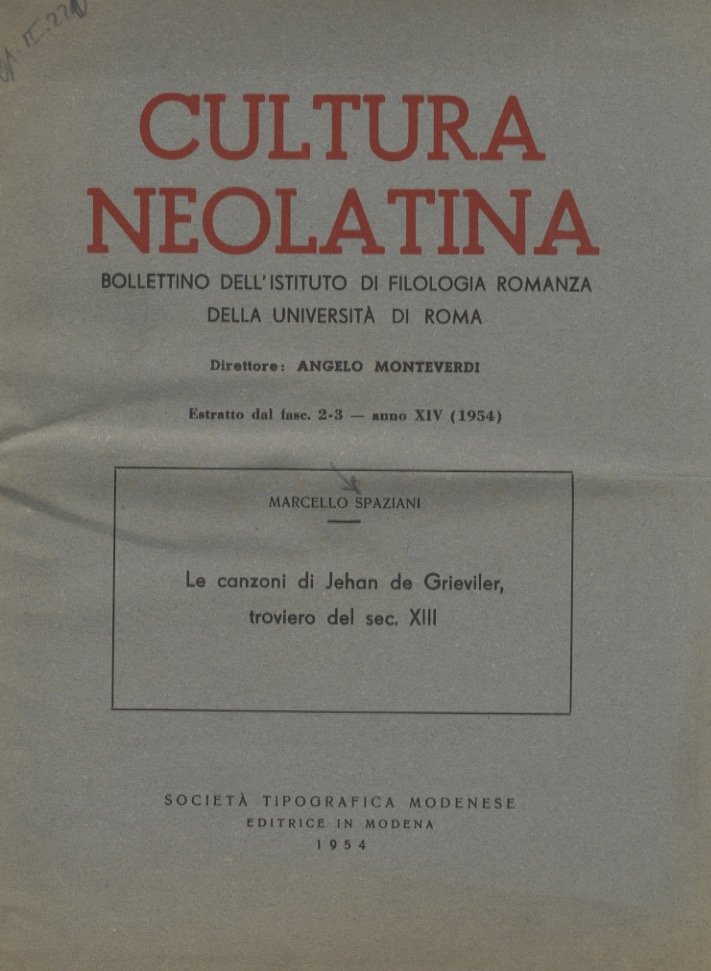 CULTURA
NEOLATINA
BOLLETTINO DELL'ISTITUTO DI FILOLOGIA ROMANZA
DELLA UNIVERSITÀ DI ROMA
Direttore: ANGELO MONTEVERDI
Estratto dal fasc. 2-3 — anno XIV (1954)
MARCELLO SPAZIANI
Le canzoni di Jehan de Grieviler,
troviero del sec. XIII
SOCIETÀ TIPOGRAFICA MODENESE
EDITRICE IN MODENA
1954